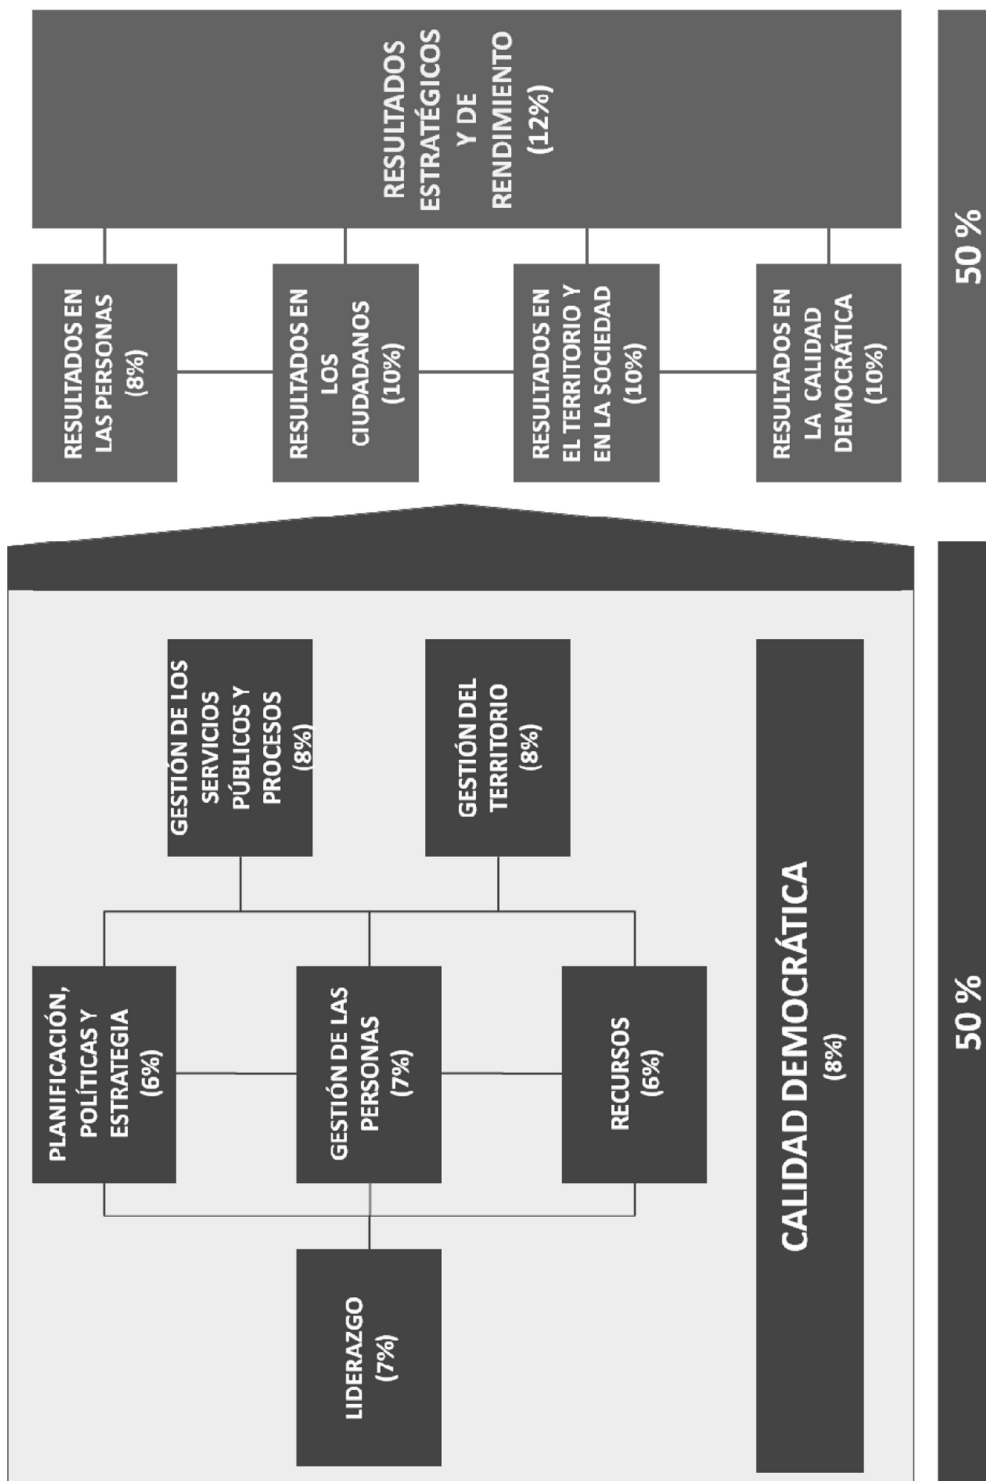 LIDERAZGO
(7%)
PLANIFICACIÓN,
POLÍTICAS Y
ESTRATEGIA
(6%)
GESTIÓN DE LAS
PERSONAS
(7%)
RECURSOS
(6%)
GESTIÓN DE LOS
SERVICIOS
PÚBLICOS Y
PROCESOS
(8%)
GESTIÓN DEL
TERRITORIO
(8%)
CALIDAD DEMOCRÁTICA
(8%)
50 %
RESULTADOS EN
LAS PERSONAS
(8%)
RESULTADOS EN
LOS
CIUDADANOS
(10%)
RESULTADOS EN
EL TERRITORIO Y
EN LA SOCIEDAD
(10%)
RESULTADOS EN
LA CALIDAD
DEMOCRÁTICA
(10%)
RESULTADOS
ESTRATÉGICOS
Y DE
RENDIMIENTO
(12%)
50 %